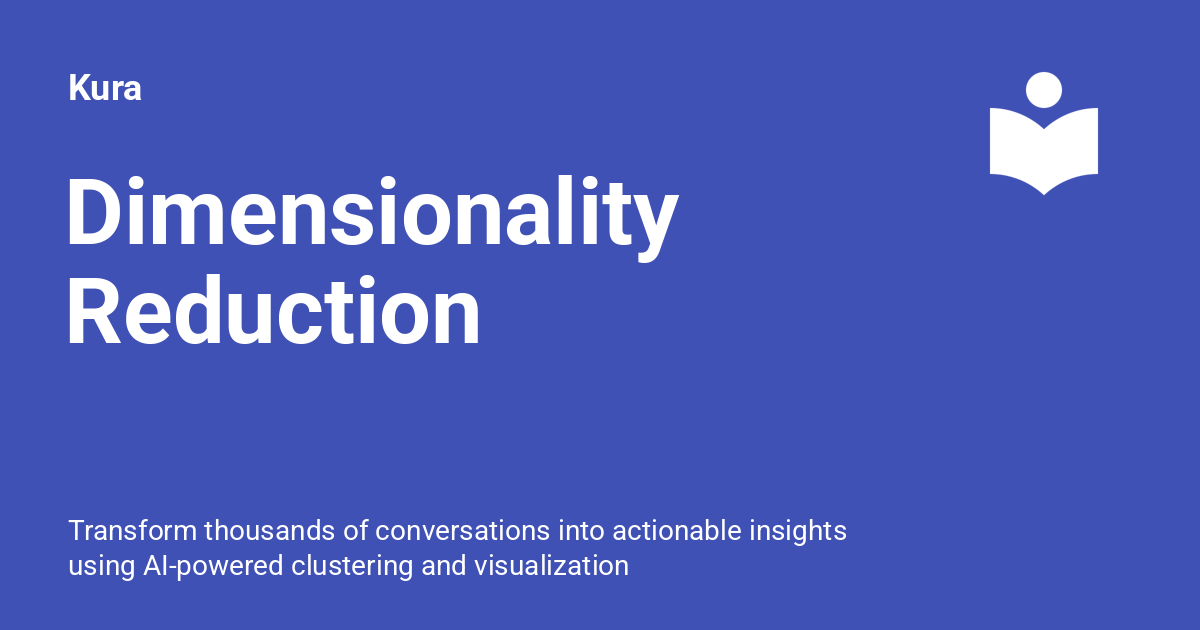 Kura
Dimensionality
Reduction
Transform thousands of conversations into actionable insights
using AI-powered clustering and visualization